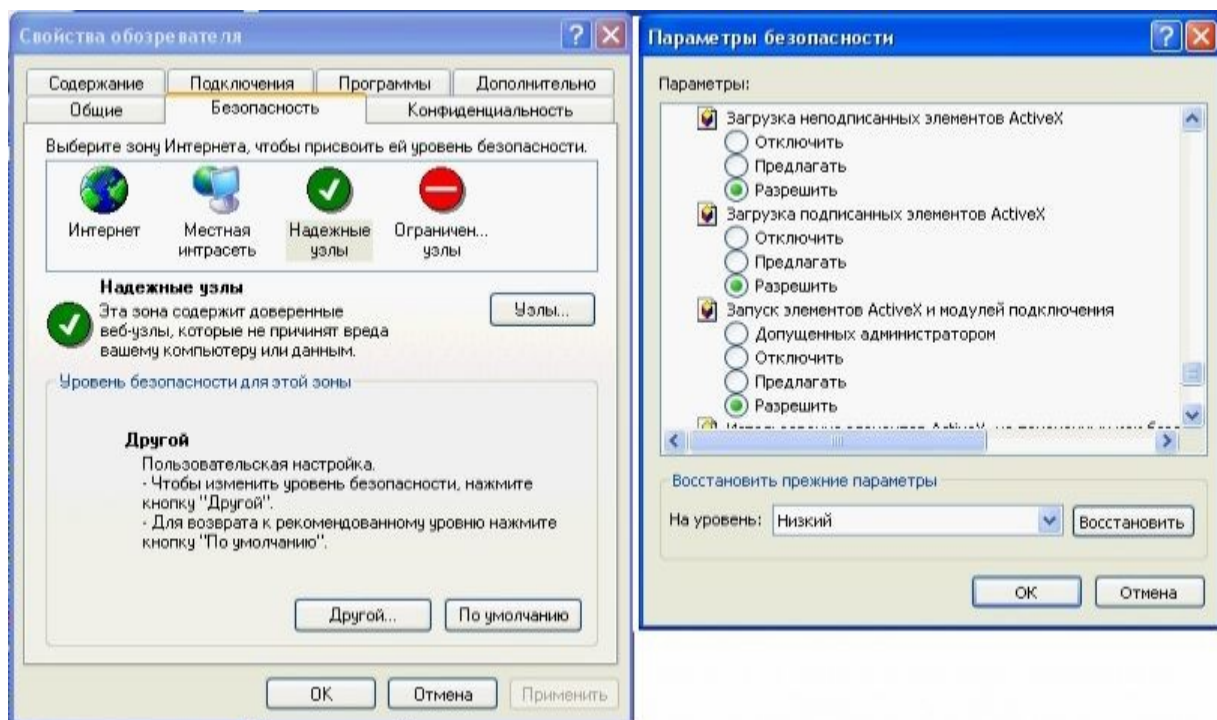 Свойства обозревателя
Содержание Подключения Программы Дополнительно
Общие Безопасность Конфиденциальность
Выберите зону Интернета, чтобы присвоить ей уровень безопасности.
Интернет Местная интрасеть Надежные узлы Ограничен... узлы
Надежные узлы
Эта зона содержит доверенные
веб-узлы, которые не причинят вреда
вашему компьютеру или данным.
Узлы...
Уровень безопасности для этой зоны
Другой
Пользовательская настройка.
- Чтобы изменить уровень безопасности, нажмите
кнопку "Другой".
- Для возврата к рекомендованному уровню нажмите
кнопку "По умолчанию".
Другой... По умолчанию
ОК Отмена Применить
Параметры безопасности
Параметры:
Загрузка неподписанных элементов ActiveX
Отключить
Предлагать
Разрешить
Загрузка подписанных элементов ActiveX
Отключить
Предлагать
Разрешить
Запуск элементов ActiveX и модулей подключения
Допущенных администратором
Отключить
Предлагать
Разрешить
Восстановить прежние параметры
На уровень: Низкий Восстановить
ОК Отмена